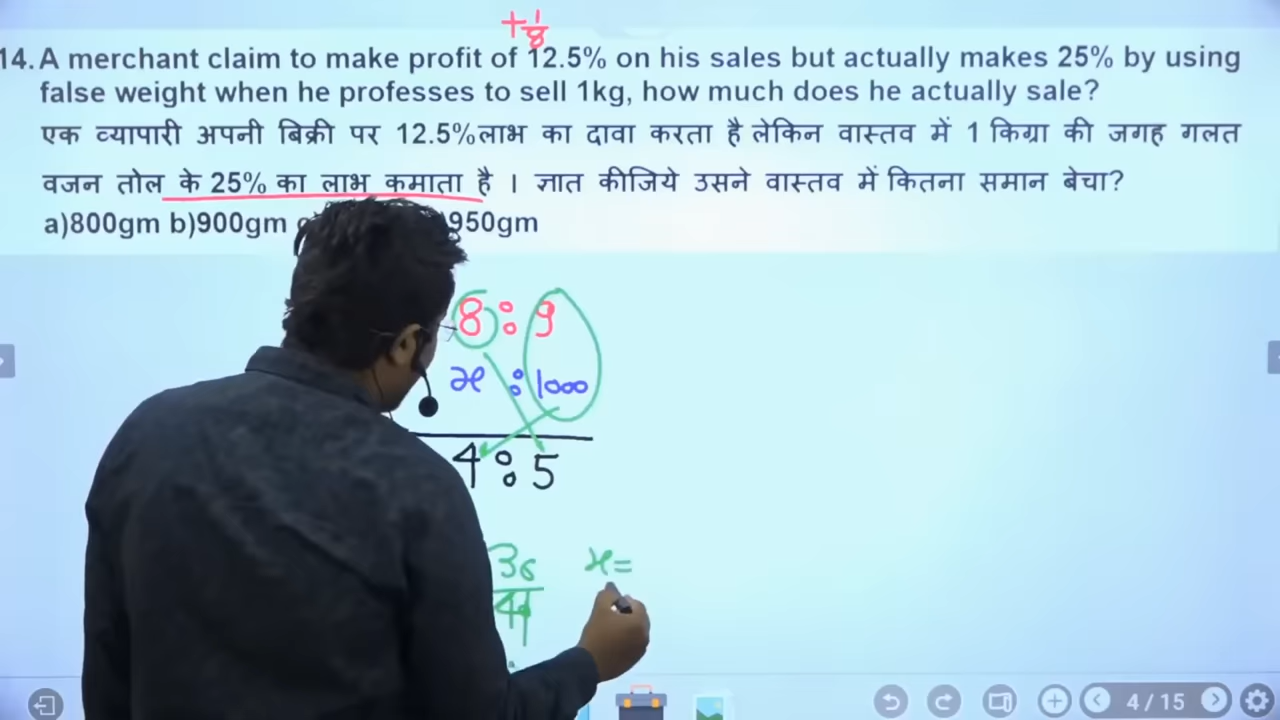 +1/8
14. A merchant claim to make profit of 12.5% on his sales but actually makes 25% by using
false weight when he professes to sell 1kg, how much does he actually sale?
एक व्यापारी अपनी बिक्री पर 12.5%लाभ का दावा करता है लेकिन वास्तव में 1 किग्रा की जगह गलत
वजन तोल के 25% का लाभ कमाता है । ज्ञात कीजिये उसने वास्तव में कितना समान बेचा?
a)800gm b)900gm 950gm
8 : 9
x : 1000
4 : 5
36 x =
4 / 15